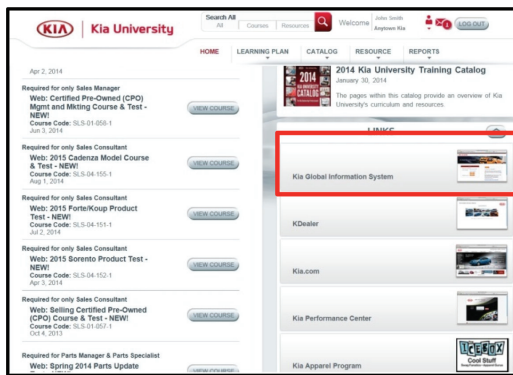 KIA Kia University
Search All
All Courses Resources
Welcome John Smith
Anytown Kia
LOG OUT
HOME LEARNING PLAN CATALOG RESOURCE REPORTS
Apr 2, 2014
Required for only Sales Manager
Web: Certified Pre-Owned (CPO)
Mgmt and Mkting Course & Test -
NEW!
Course Code: SLS-01-056-1
Jun 3, 2014
VIEW COURSE
Required for only Sales Consultant
Web: 2015 Cadenza Model Course
& Test - NEW!
Course Code: SLS-04-155-1
Aug 1, 2014
VIEW COURSE
Required for only Sales Consultant
Web: 2015 Forte/Koup Product
Test - NEW!
Course Code: SLS-04-151-1
Jul 2, 2014
VIEW COURSE
Required for only Sales Consultant
Web: 2015 Sorento Product Test -
NEW!
Course Code: SLS-04-152-1
Apr 3, 2014
VIEW COURSE
Required for only Sales Consultant
Web: Selling Certified Pre-Owned
(CPO) Course & Test - NEW!
Course Code: SLS-01-057-1
Oct 4, 2013
VIEW COURSE
Required for Parts Manager & Parts Specialist
Web: Spring 2014 Parts Update
VIEW COURSE
2014
UNIVERSITY
CATALOG
2014 Kia University Training Catalog
January 30, 2014
The pages within this catalog provide an overview of Kia
University's curriculum and resources.
LINKS
Kia Global Information System
KDealer
Kia.com
Kia Performance Center
Kia Apparel Program
ICEBOX
Cool Stuff